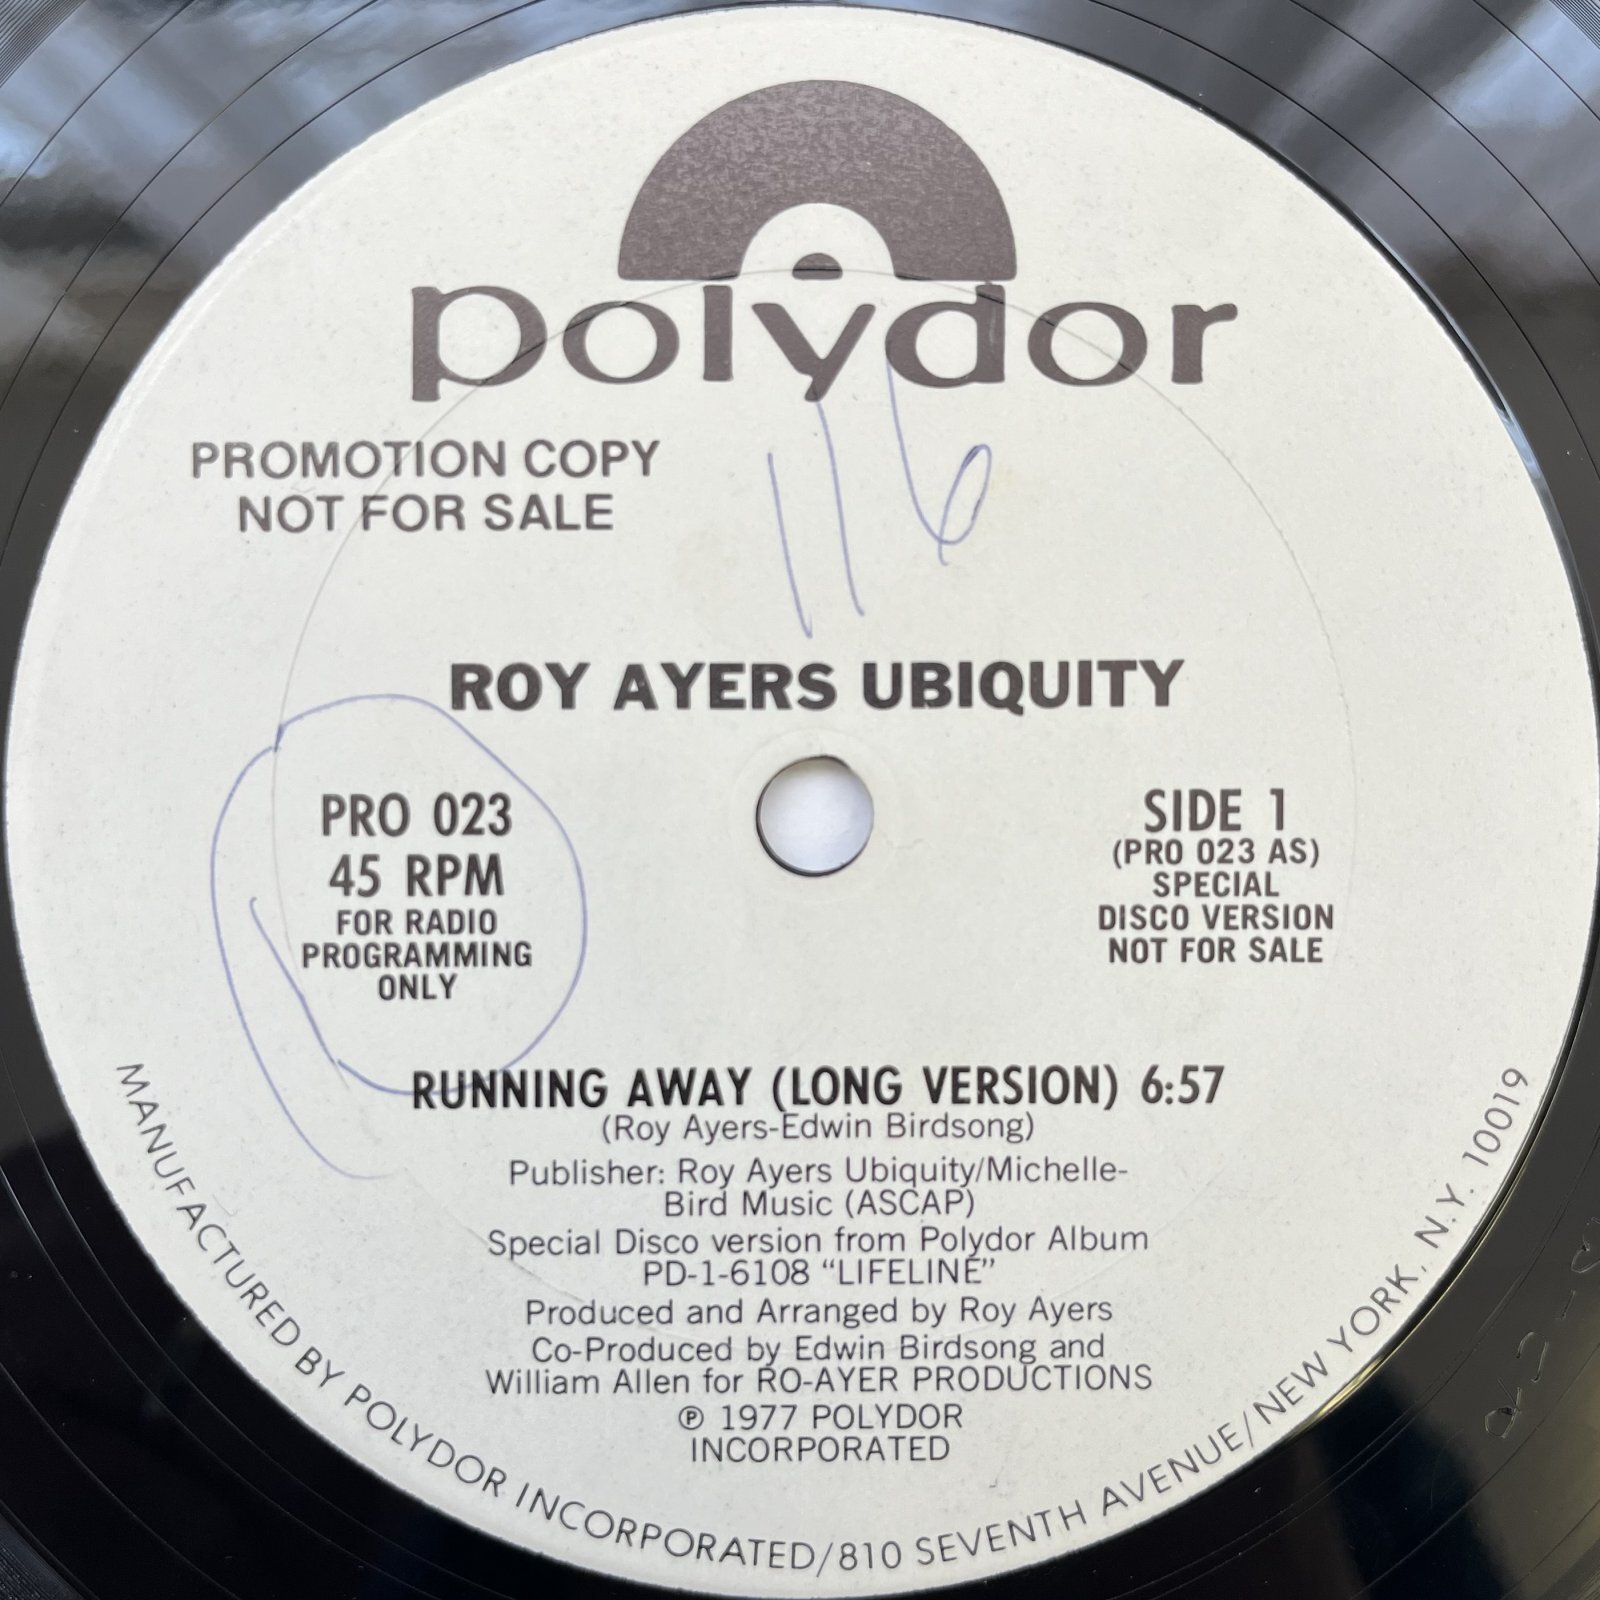 polydor
PROMOTION COPY
NOT FOR SALE
116
ROY AYERS UBIQUITY
PRO 023
45 RPM
FOR RADIO
PROGRAMMING
ONLY
SIDE 1
(PRO 023 AS)
SPECIAL
DISCO VERSION
NOT FOR SALE
RUNNING AWAY (LONG VERSION) 6:57
(Roy Ayers-Edwin Birdsong)
Publisher: Roy Ayers Ubiquity/Michelle-
Bird Music (ASCAP)
Special Disco version from Polydor Album
PD-1-6108 “LIFELINE”
Produced and Arranged by Roy Ayers
Co-Produced by Edwin Birdsong and
William Allen for RO-AYER PRODUCTIONS
℗ 1977 POLYDOR
INCORPORATED
MANUFACTURED BY POLYDOR INCORPORATED/810 SEVENTH AVENUE/NEW YORK, N.Y. 10019